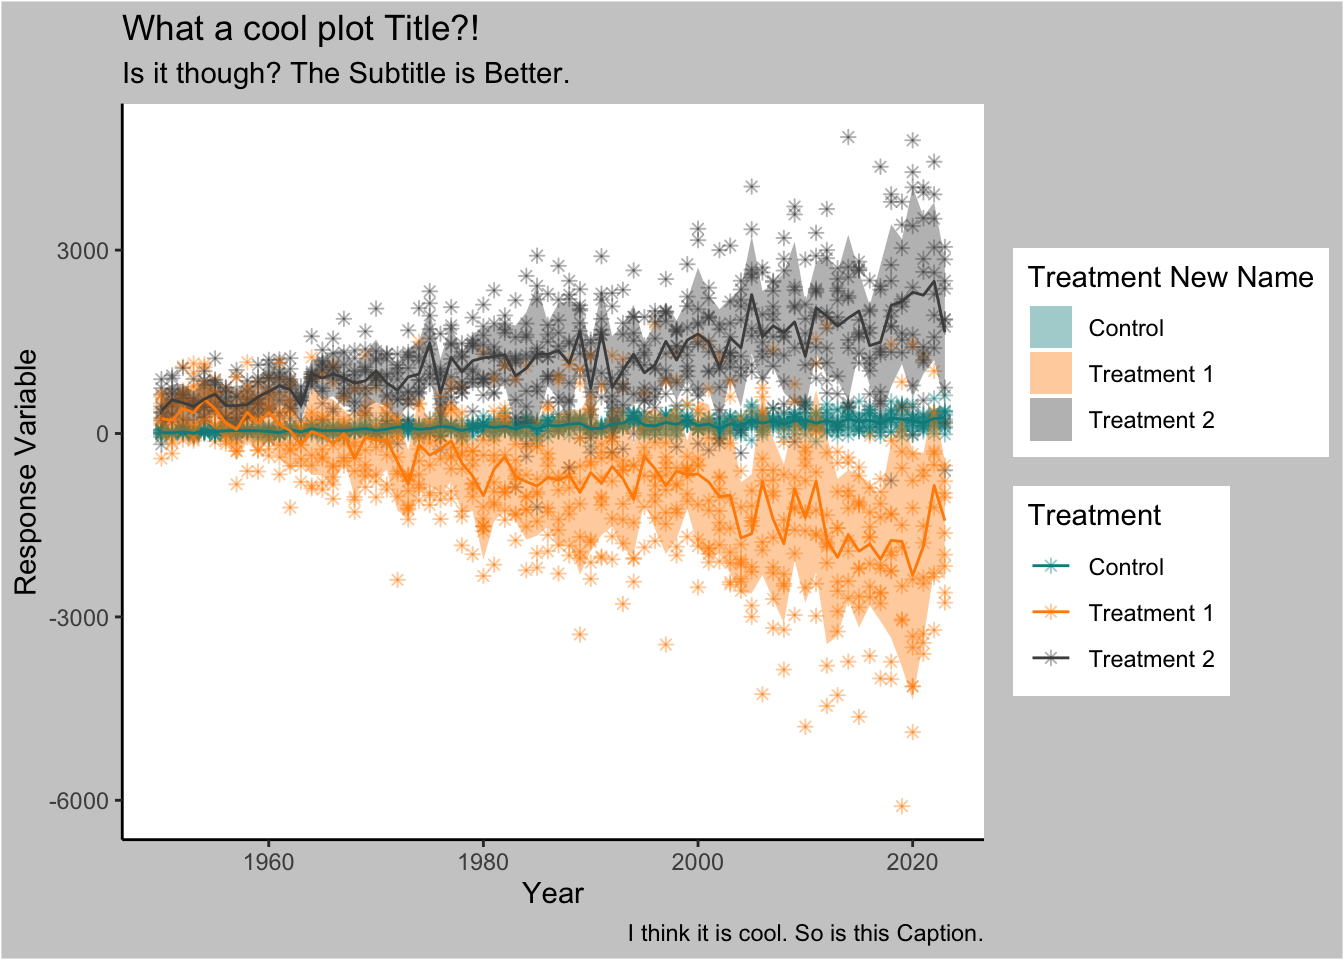 What a cool plot Title?!
Is it though? The Subtitle is Better.
Response Variable
3000
0
-3000
-6000
1960
1980
2000
2020
Year
I think it is cool. So is this Caption.
Treatment New Name
Control
Treatment 1
Treatment 2
Treatment
Control
Treatment 1
Treatment 2